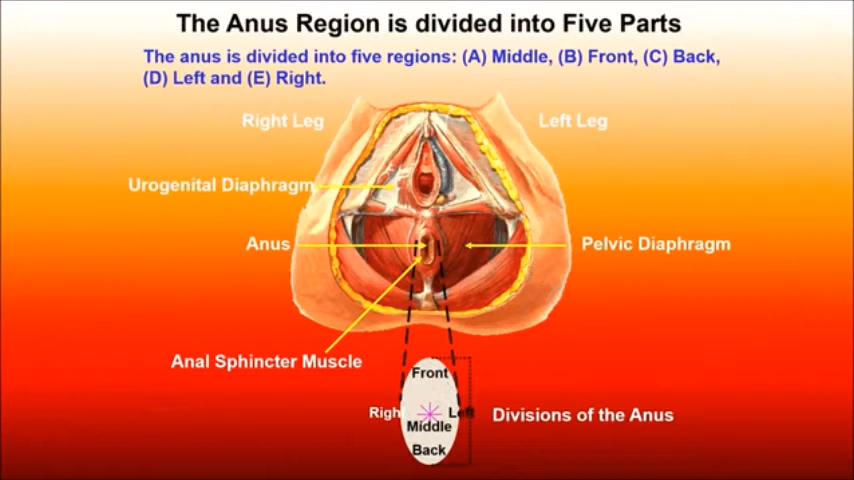 The Anus Region is divided into Five Parts
The anus is divided into five regions: (A) Middle, (B) Front, (C) Back,
(D) Left and (E) Right.
Right Leg
Left Leg
Urogenital Diaphragm
Anus
Pelvic Diaphragm
Anal Sphincter Muscle
Front
Right
Left
Divisions of the Anus
Middle
Back